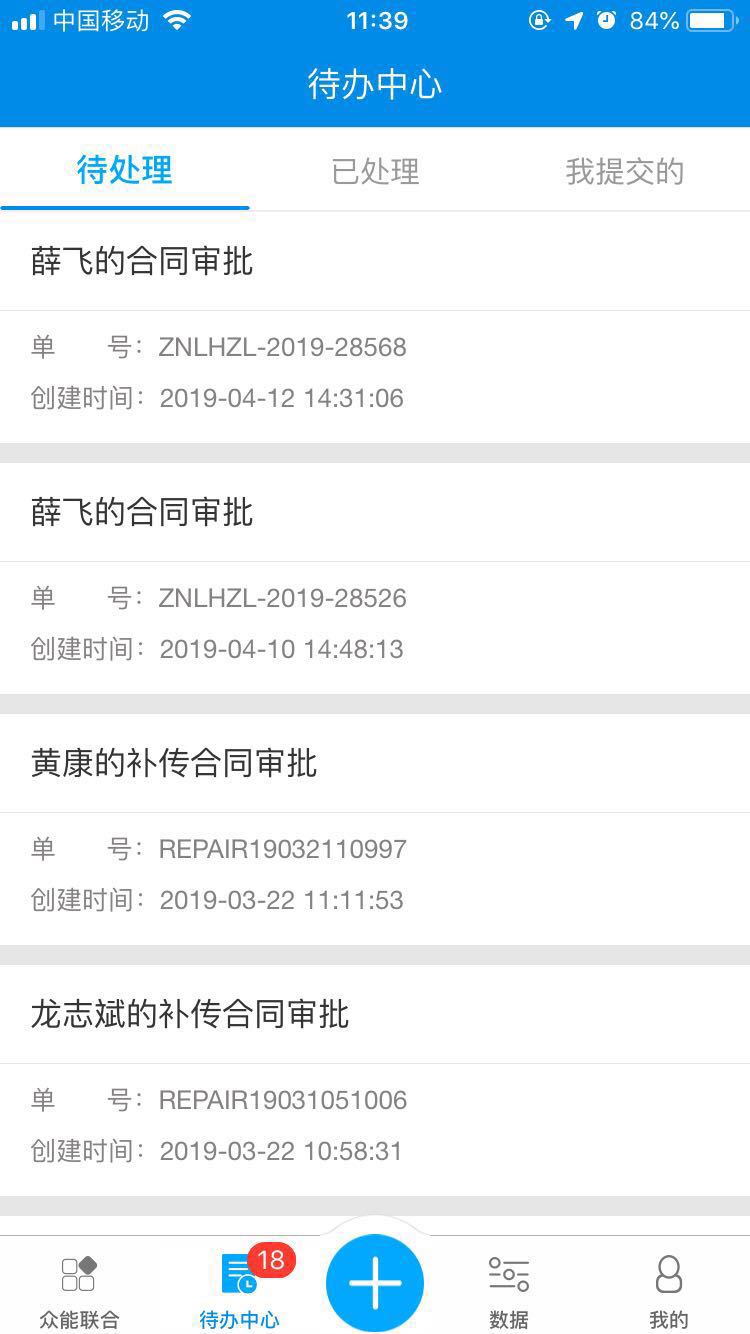 中国移动 11:39 84%
待办中心
待处理 已处理 我提交的
薛飞的合同审批
单 号：ZNLHZL-2019-28568
创建时间：2019-04-12 14:31:06
薛飞的合同审批
单 号：ZNLHZL-2019-28526
创建时间：2019-04-10 14:48:13
黄康的补传合同审批
单 号：REPAIR19032110997
创建时间：2019-03-22 11:11:53
龙志斌的补传合同审批
单 号：REPAIR19031051006
创建时间：2019-03-22 10:58:31
18
众能联合 待办中心 数据 我的